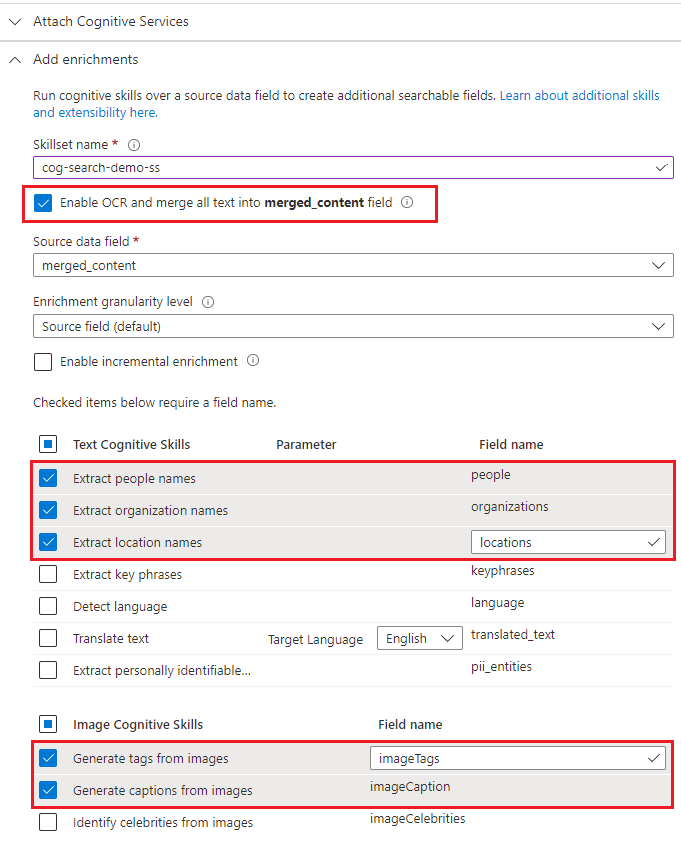 Attach Cognitive Services
Add enrichments
Run cognitive skills over a source data field to create additional searchable fields. Learn about additional skills
and extensibility here.
Skillset name *
cog-search-demo-ss
Enable OCR and merge all text into merged_content field
Source data field *
merged_content
Enrichment granularity level
Source field (default)
Enable incremental enrichment
Checked items below require a field name.
Text Cognitive Skills Parameter Field name
Extract people names people
Extract organization names organizations
Extract location names locations
Extract key phrases keyphrases
Detect language language
Translate text Target Language English translated_text
Extract personally identifiable... pii_entities
Image Cognitive Skills Field name
Generate tags from images imageTags
Generate captions from images imageCaption
Identify celebrities from images imageCelebrities